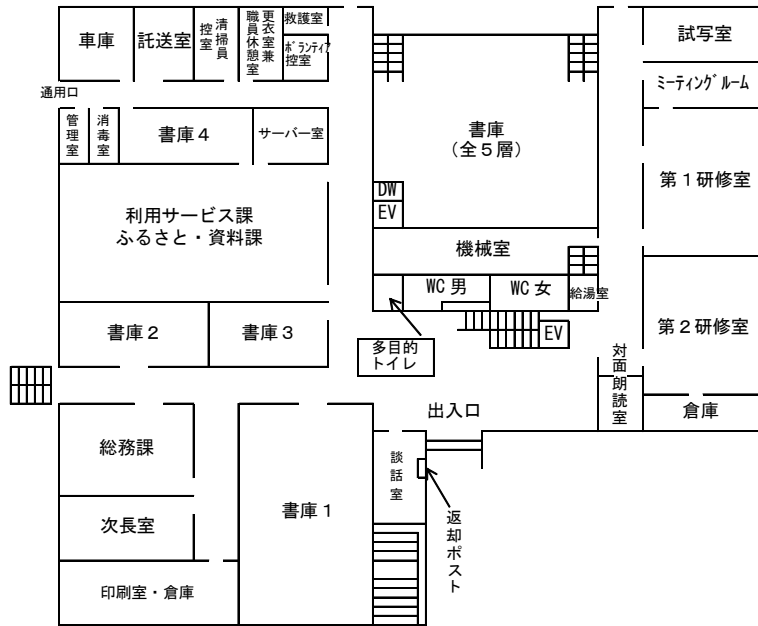 車庫
託送室
清掃員
控室
更衣室兼
職員休憩室
救護室
ボランティア
控室
試写室
通用口
ミーティングルーム
管理室
消毒室
書庫４
サーバー室
書庫
（全５層）
第１研修室
DW
EV
利用サービス課
ふるさと・資料課
機械室
WC 男
WC 女
給湯室
書庫２
書庫３
多目的
トイレ
EV
第２研修室
対面朗読室
出入口
倉庫
総務課
談話室
書庫１
返却ポスト
次長室
印刷室・倉庫